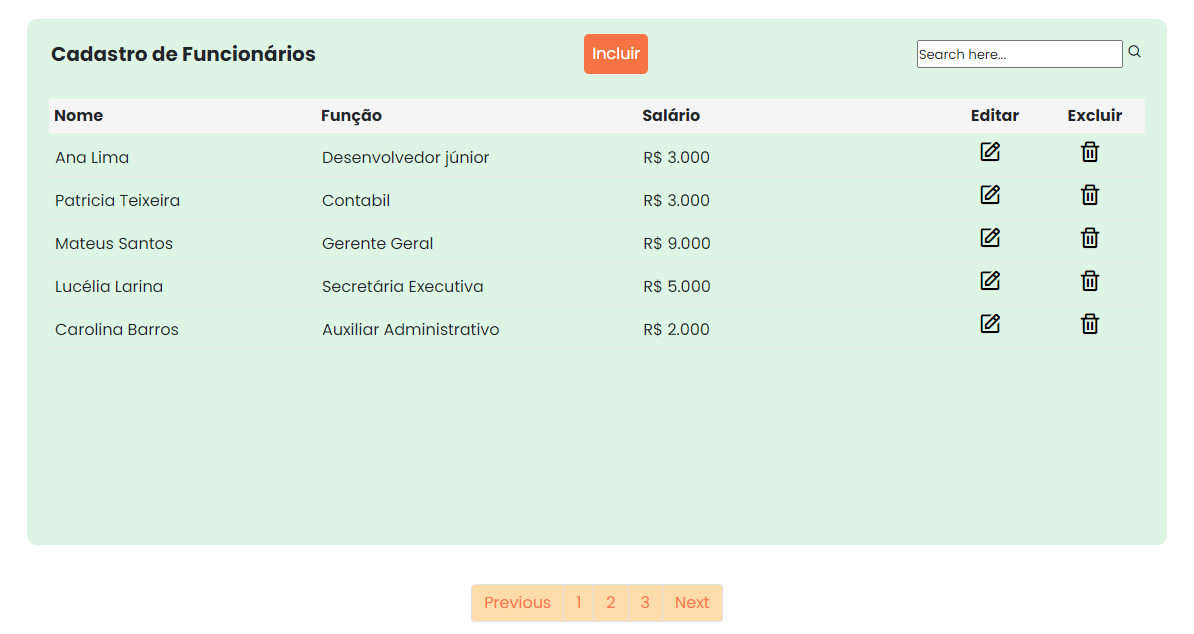 Cadastro de Funcionários Incluir Search here...
Nome Função Salário Editar Excluir
Ana Lima Desenvolvedor júnior R$ 3.000
Patricia Teixeira Contabil R$ 3.000
Mateus Santos Gerente Geral R$ 9.000
Lucélia Larina Secretária Executiva R$ 5.000
Carolina Barros Auxiliar Administrativo R$ 2.000
Previous 1 2 3 Next